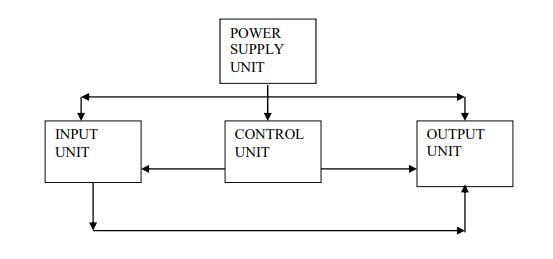 POWER
SUPPLY
UNIT
INPUT
UNIT
CONTROL
UNIT
OUTPUT
UNIT